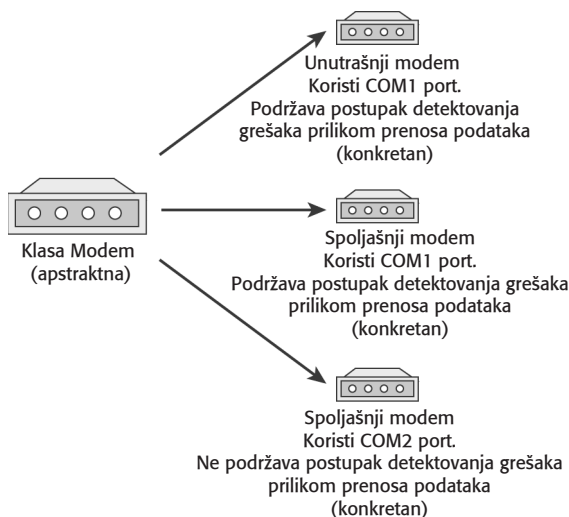 Unutrašnji modem
Koristi COM1 port.
Podržava postupak detektovanja
grešaka prilikom prenosa podataka
(konkretan)
Klasa Modem
(apstraktna)
Spoljašnji modem
Koristi COM1 port.
Podržava postupak detektovanja grešaka
prilikom prenosa podataka
(konkretan)
Spoljašnji modem
Koristi COM2 port.
Ne podržava postupak detektovanja grešaka
prilikom prenosa podataka
(konkretan)